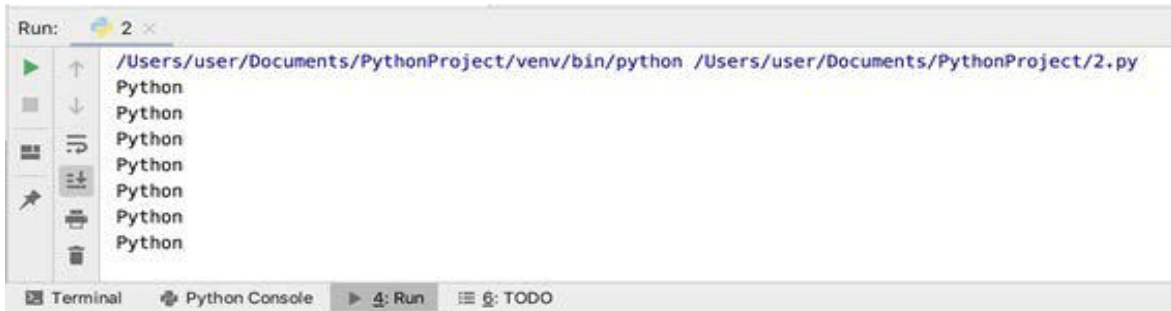 Run: 2
/Users/user/Documents/PythonProject/venv/bin/python /Users/user/Documents/PythonProject/2.py
Python
Python
Python
Python
Python
Python
Python
Terminal Python Console 4: Run 6: TODO